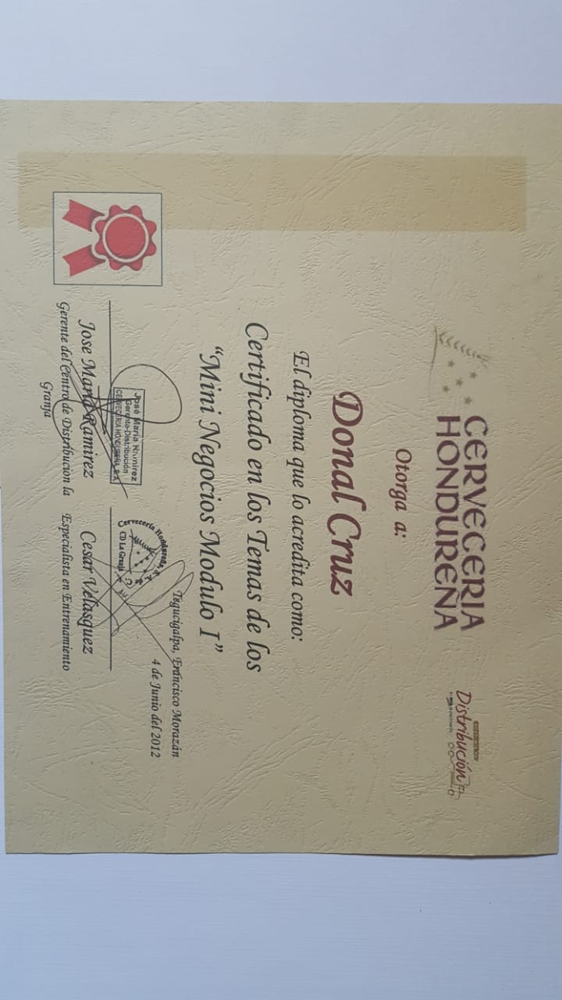 CERVECERIA
HONDUREÑA
Distribución
Otorga a:
Donal Cruz
El diploma que lo acredita como:
Certificado en los Temas de los
“Mini Negocios Modulo I”
Tegucigalpa, Francisco Morazán
4 de Junio del 2012
José María Ramirez
Gerente-Distribución
CERVECERIA HONDUREÑA S.A.
Cervecería Hondureña
CD La Granja
Jose Maria Ramirez
Gerente del Centro de Distribución la
Granja
Cesar Velasquez
Especialista en Entrenamiento